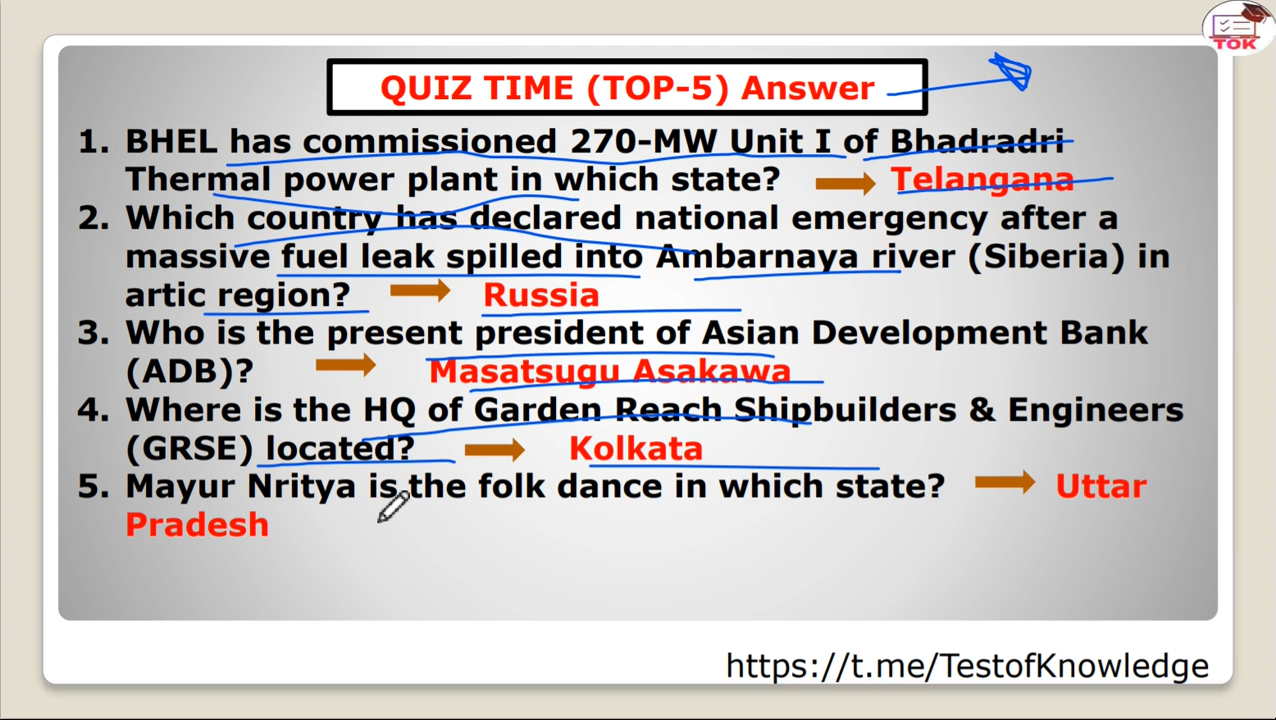 TOK
QUIZ TIME (TOP-5) Answer
1. BHEL has commissioned 270-MW Unit I of Bhadradri
Thermal power plant in which state? Telangana
2. Which country has declared national emergency after a
massive fuel leak spilled into Ambarnaya river (Siberia) in
artic region? Russia
3. Who is the present president of Asian Development Bank
(ADB)? Masatsugu Asakawa
4. Where is the HQ of Garden Reach Shipbuilders & Engineers
(GRSE) located? Kolkata
5. Mayur Nritya is the folk dance in which state? Uttar
Pradesh
https://t.me/TestofKnowledge